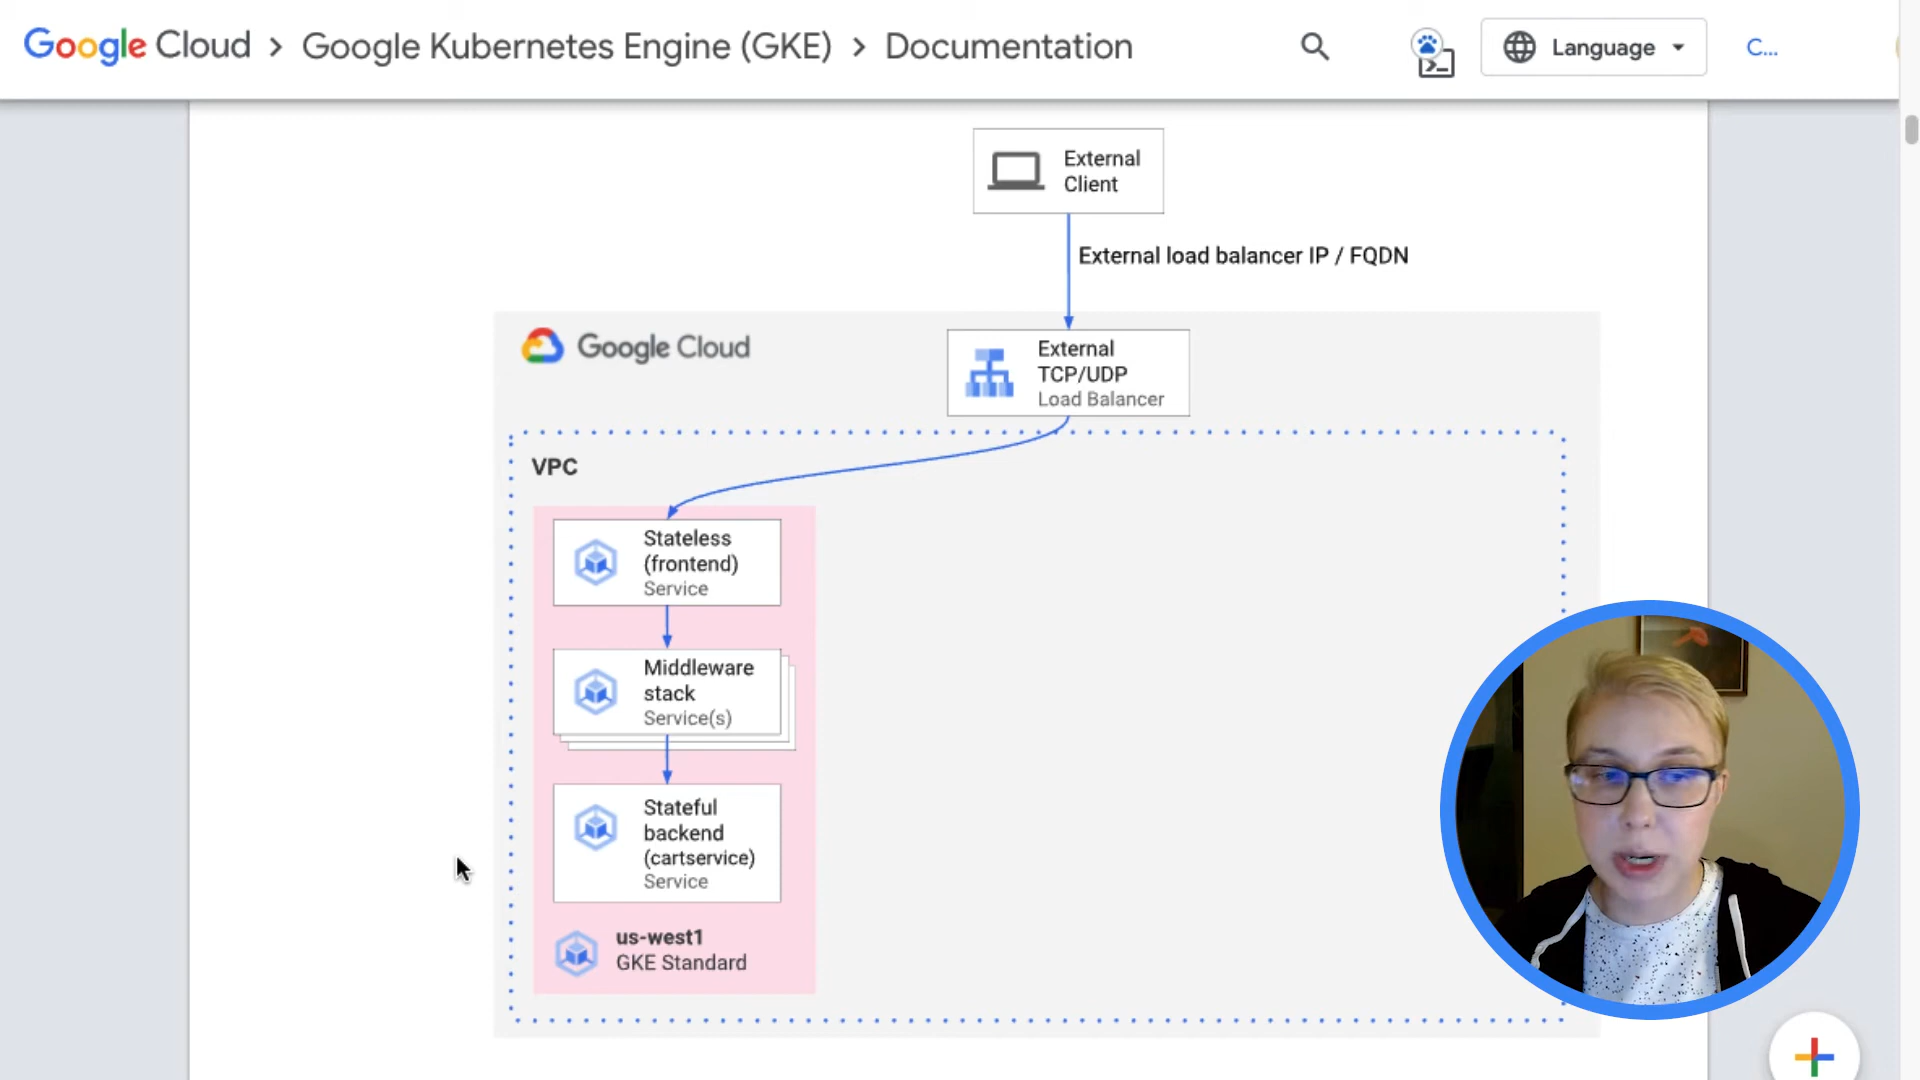 Google Cloud > Google Kubernetes Engine (GKE) > Documentation
Language
C...
External
Client
External load balancer IP / FQDN
Google Cloud
External
TCP/UDP
Load Balancer
VPC
Stateless
(frontend)
Service
Middleware
stack
Service(s)
Stateful
backend
(cartservice)
Service
us-west1
GKE Standard